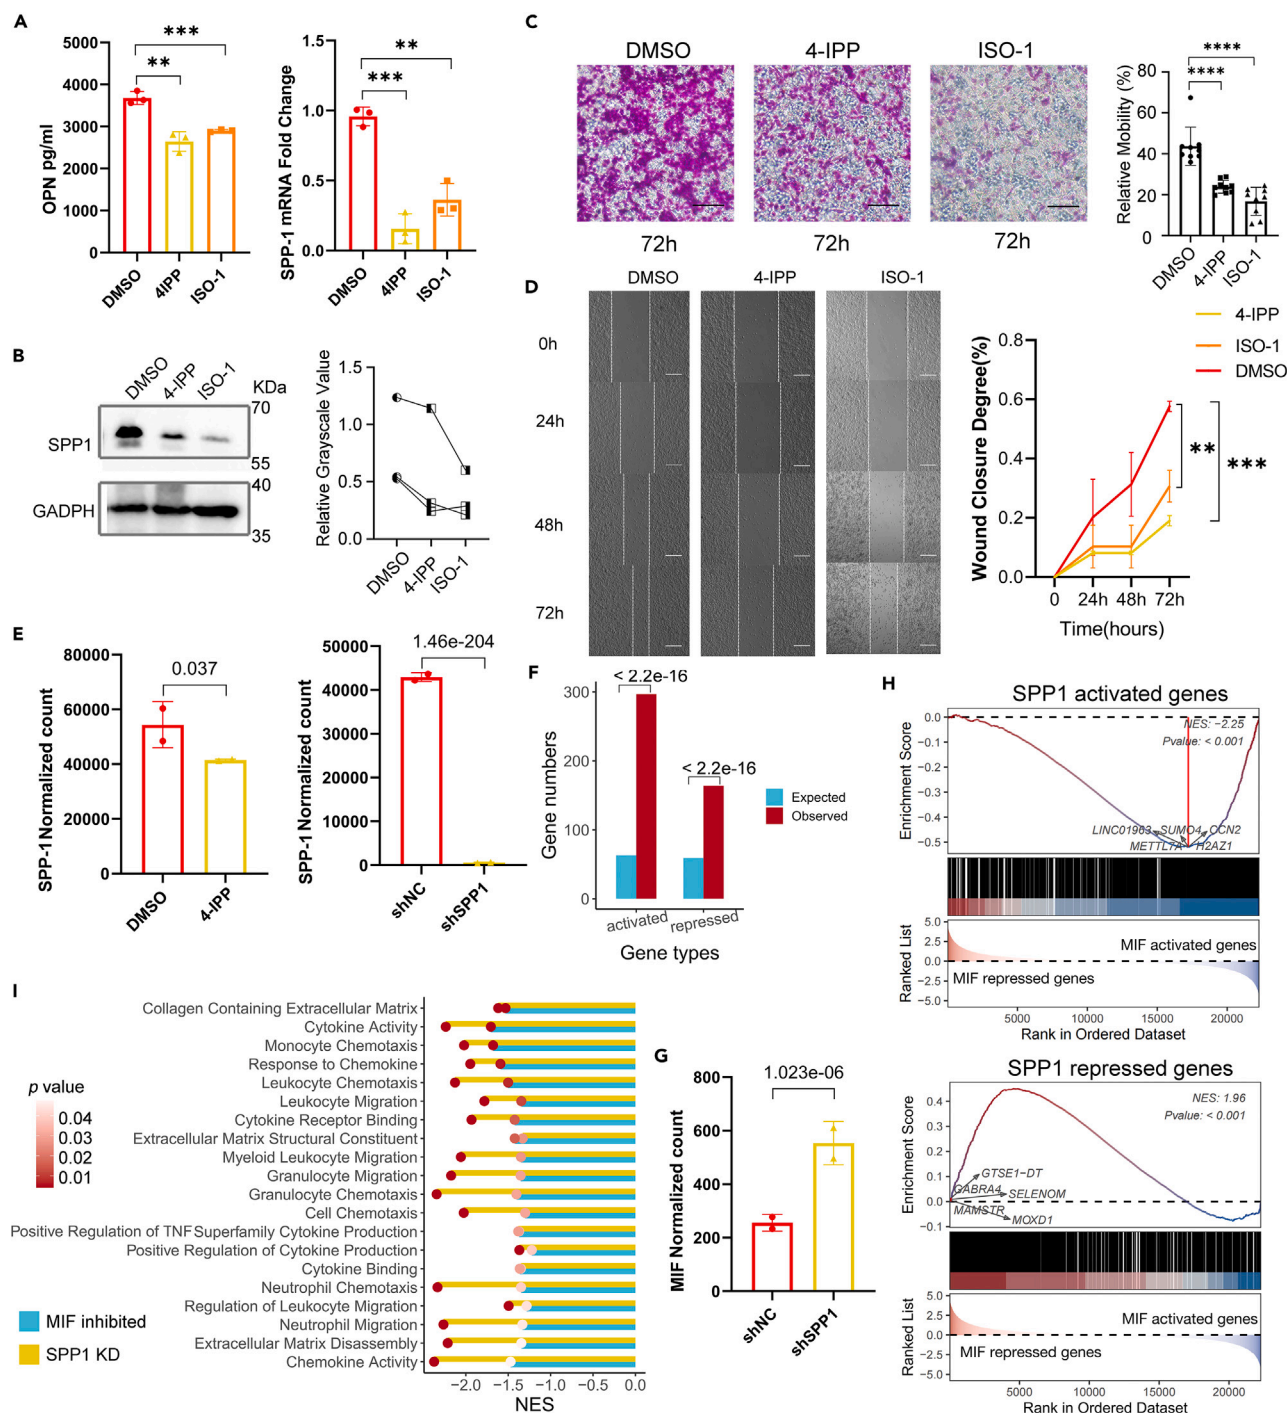 A
5000
4000
3000
2000
1000
0
OPN pg/ml
***
**
DMSO
4IPP
ISO-1
1.5
1.0
0.5
0.0
SPP-1 mRNA Fold Change
**
***
DMSO
4IPP
ISO-1
C
DMSO
4-IPP
ISO-1
72h
72h
72h
80
60
40
20
0
Relative Mobility (%)
****
****
DMSO
4-IPP
ISO-1
B
DMSO
4-IPP
ISO-1
KDa
70
SPP1
55
40
GADPH
35
1.5
1.0
0.5
0.0
Relative Grayscale Value
DMSO
4-IPP
ISO-1
D
DMSO
4-IPP
ISO-1
0h
24h
48h
72h
4-IPP
ISO-1
DMSO
0.8
0.6
0.4
0.2
0.0
Wound Closure Degree(%)
**
***
0
24h
48h
72h
Time(hours)
E
80000
60000
40000
20000
0
SPP-1 Normalized count
0.037
DMSO
4-IPP
50000
40000
30000
20000
10000
0
SPP-1 Normalized count
1.46e-204
shNC
shSPP1
F
< 2.2e-16
< 2.2e-16
300
200
100
0
Gene numbers
activated
repressed
Gene types
Expected
Observed
H
SPP1 activated genes
NES: −2.25
Pvalue: < 0.001
0.0
−0.1
−0.2
−0.3
−0.4
−0.5
Enrichment Score
LINC01963
SUMO4
CCN2
METTL7A
H2AZ1
5.0
2.5
0.0
−2.5
−5.0
Ranked List
MIF activated genes
MIF repressed genes
5000
10000
15000
20000
Rank in Ordered Dataset
SPP1 repressed genes
NES: 1.96
Pvalue: < 0.001
0.4
0.3
0.2
0.1
0.0
−0.1
Enrichment Score
GTSE1−DT
GABRA4
SELENOM
MAMSTR
MOXD1
5.0
2.5
0.0
−2.5
−5.0
Ranked List
MIF activated genes
MIF repressed genes
5000
10000
15000
20000
Rank in Ordered Dataset
I
p value
0.04
0.03
0.02
0.01
Collagen Containing Extracellular Matrix
Cytokine Activity
Monocyte Chemotaxis
Response to Chemokine
Leukocyte Chemotaxis
Leukocyte Migration
Cytokine Receptor Binding
Extracellular Matrix Structural Constituent
Myeloid Leukocyte Migration
Granulocyte Migration
Granulocyte Chemotaxis
Cell Chemotaxis
Positive Regulation of TNF Superfamily Cytokine Production
Positive Regulation of Cytokine Production
Cytokine Binding
Neutrophil Chemotaxis
Regulation of Leukocyte Migration
Neutrophil Migration
Extracellular Matrix Disassembly
Chemokine Activity
MIF inhibited
SPP1 KD
−2.0
−1.5
−1.0
−0.5
0.0
NES
G
800
600
400
200
0
MIF Normalized count
1.023e-06
shNC
shSPP1